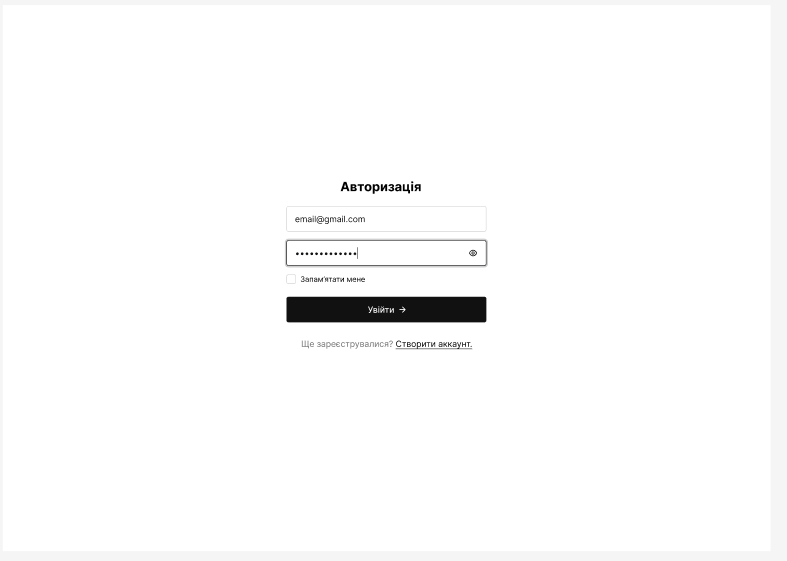 Авторизація
email@gmail.com
•••••••••••••
Запам'ятати мене
Увійти →
Ще зареєструвалися? Створити аккаунт.